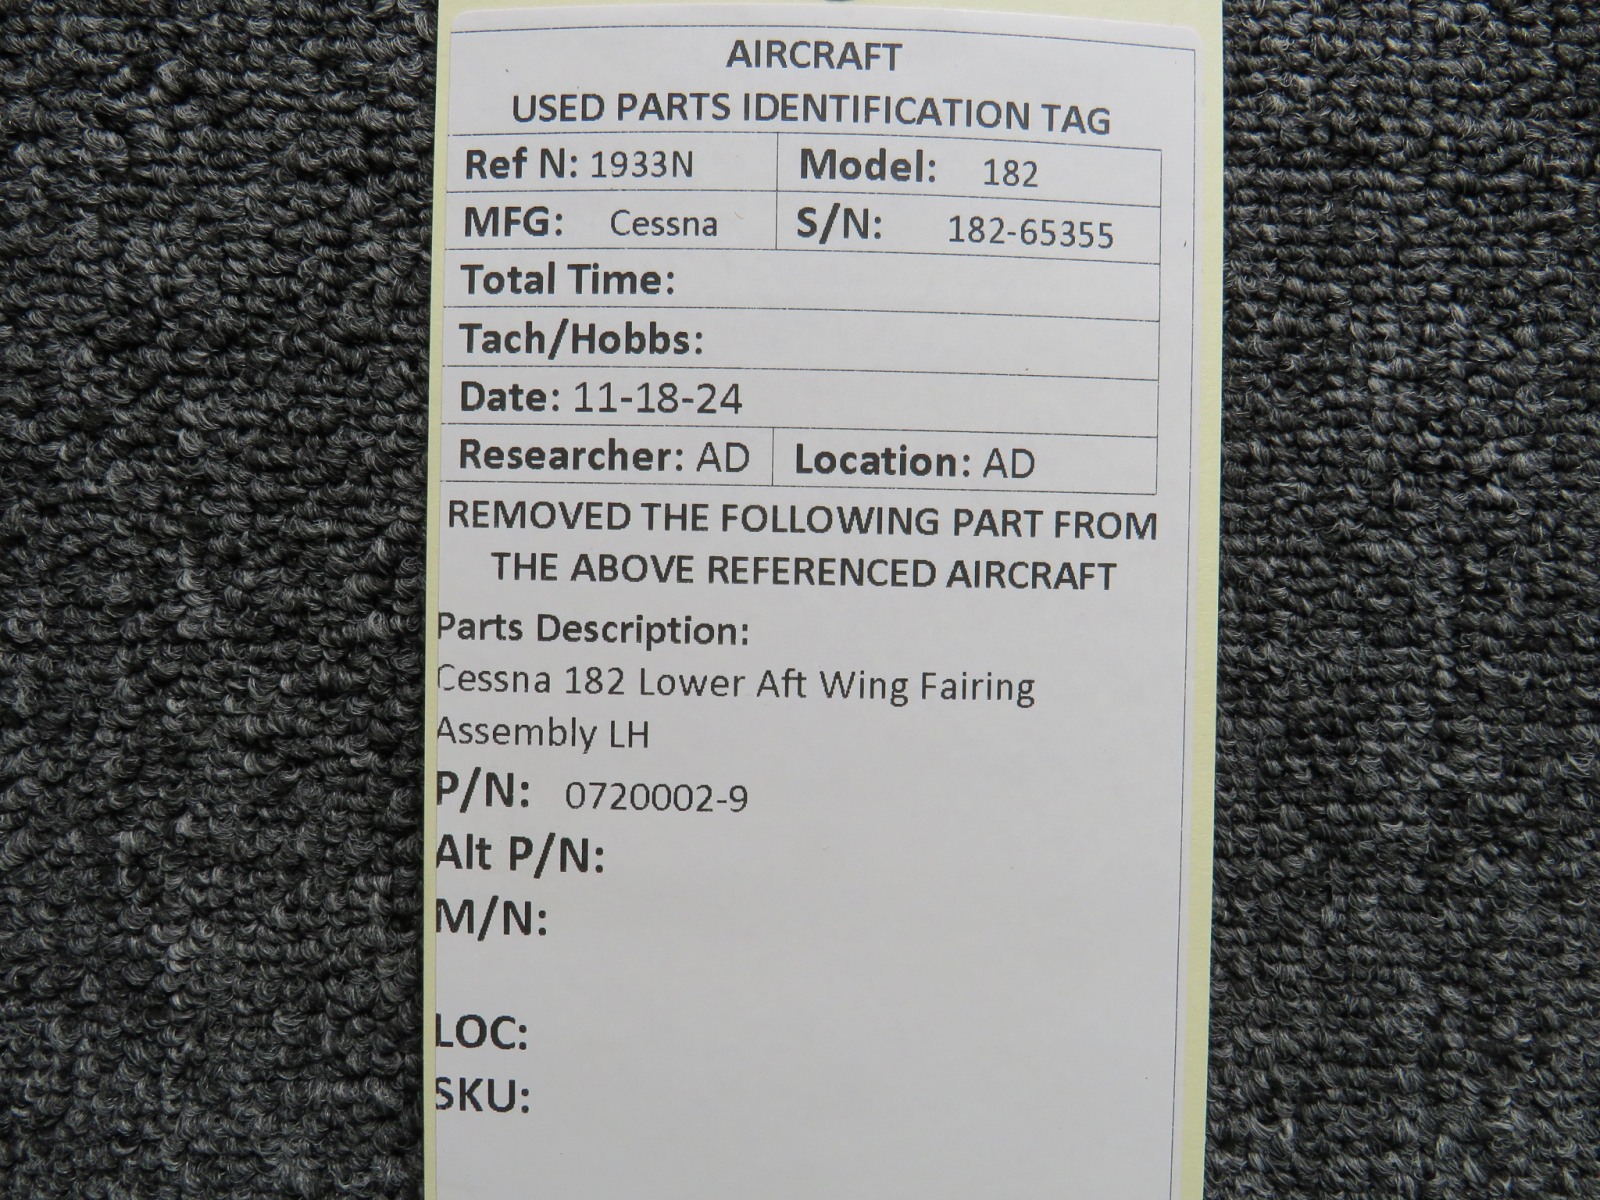 AIRCRAFT
USED PARTS IDENTIFICATION TAG
Ref N: 1933N Model: 182
MFG: Cessna S/N: 182-65355
Total Time:
Tach/Hobbs:
Date: 11-18-24
Researcher: AD Location: AD
REMOVED THE FOLLOWING PART FROM
THE ABOVE REFERENCED AIRCRAFT
Parts Description:
Cessna 182 Lower Aft Wing Fairing
Assembly LH
P/N: 0720002-9
Alt P/N:
M/N:
LOC:
SKU: